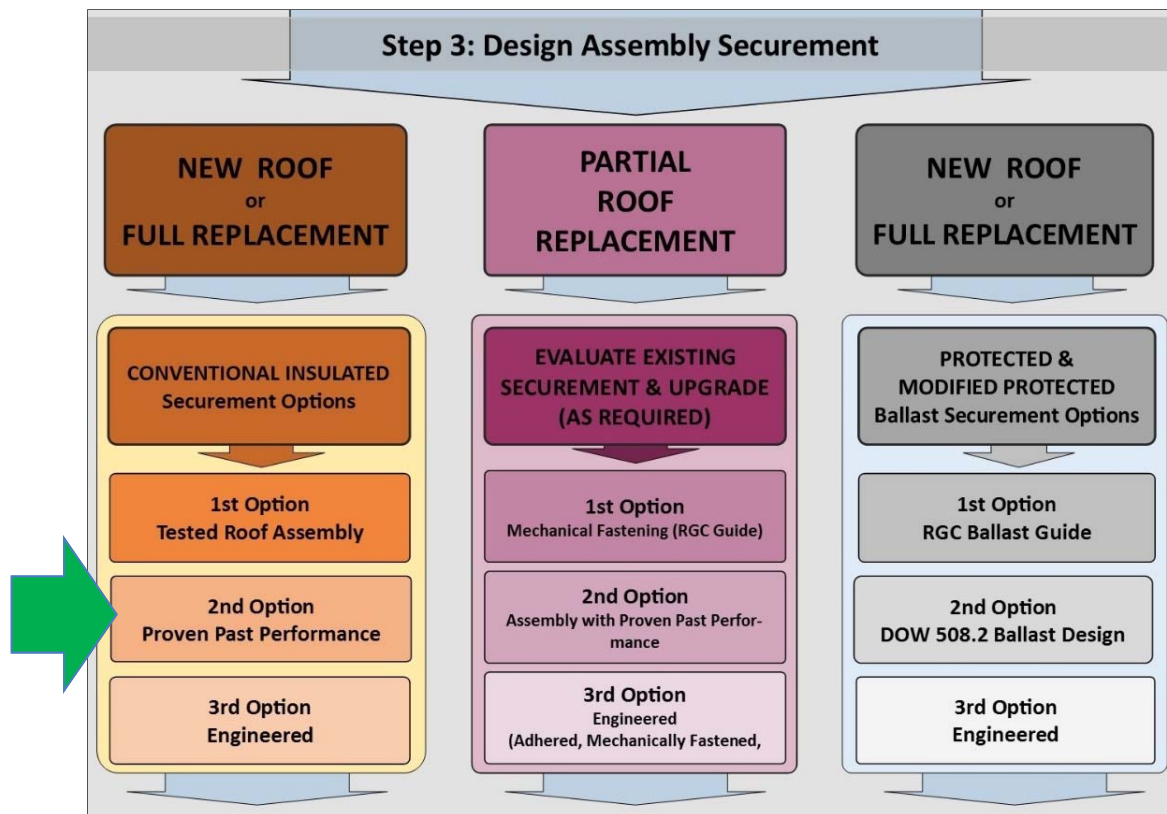 Step 3: Design Assembly Securement
NEW ROOF
or
FULL REPLACEMENT
CONVENTIONAL INSULATED
Securement Options
1st Option
Tested Roof Assembly
2nd Option
Proven Past Performance
3rd Option
Engineered
PARTIAL
ROOF
REPLACEMENT
EVALUATE EXISTING
SECUREMENT & UPGRADE
(AS REQUIRED)
1st Option
Mechanical Fastening (RGC Guide)
2nd Option
Assembly with Proven Past Perfor-
mance
3rd Option
Engineered
(Adhered, Mechanically Fastened,
NEW ROOF
or
FULL REPLACEMENT
PROTECTED &
MODIFIED PROTECTED
Ballast Securement Options
1st Option
RGC Ballast Guide
2nd Option
DOW 508.2 Ballast Design
3rd Option
Engineered